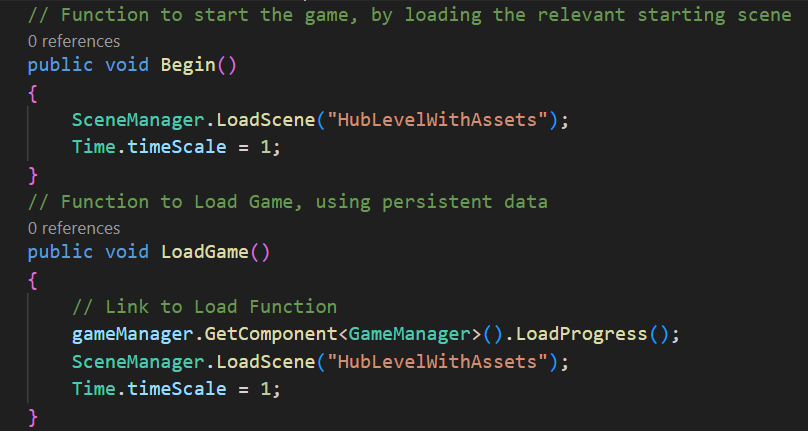 // Function to start the game, by loading the relevant starting scene
0 references
public void Begin()
{
SceneManager.LoadScene("HubLevelWithAssets");
Time.timeScale = 1;
}
// Function to Load Game, using persistent data
0 references
public void LoadGame()
{
// Link to Load Function
gameManager.GetComponent<GameManager>().LoadProgress();
SceneManager.LoadScene("HubLevelWithAssets");
Time.timeScale = 1;
}